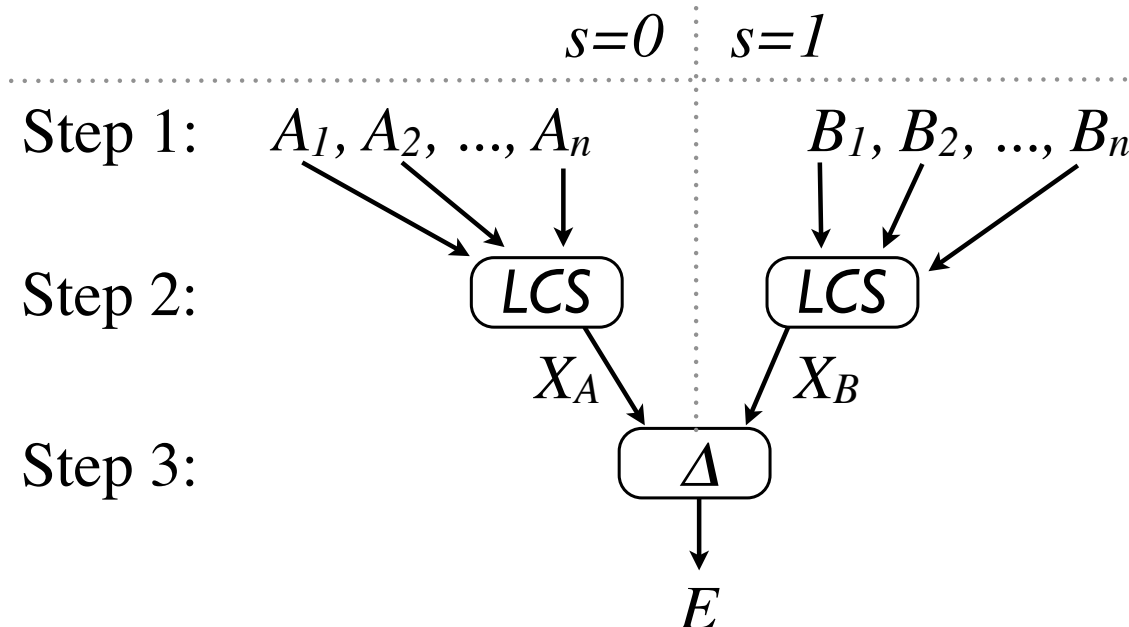 s=0 s=1
Step 1: A1, A2, ..., An B1, B2, ..., Bn
Step 2: LCS LCS
XA XB
Step 3: Δ
E